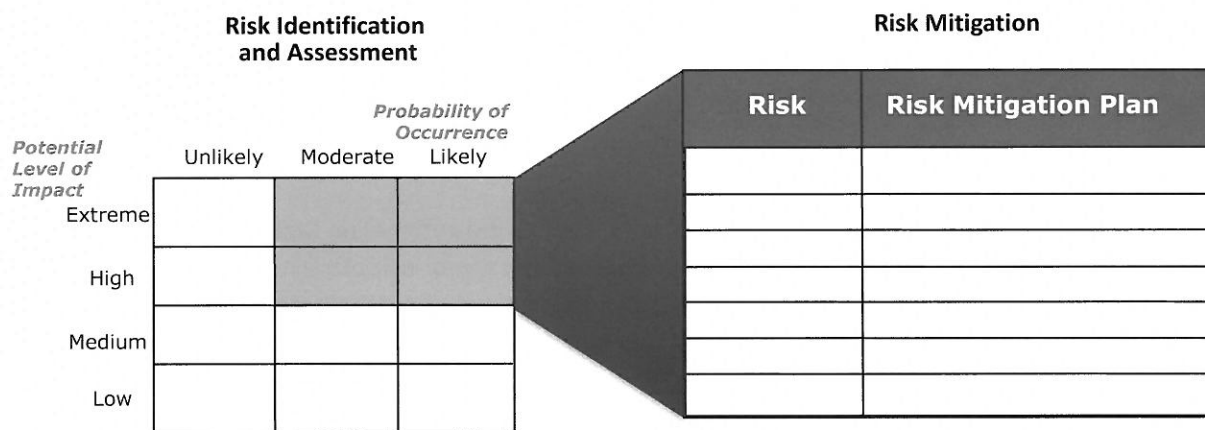 Risk Identification
and Assessment
Risk Mitigation
Probability of
Occurrence
Potential
Level of
Impact
Unlikely Moderate Likely
Extreme
High
Medium
Low
Risk Risk Mitigation Plan